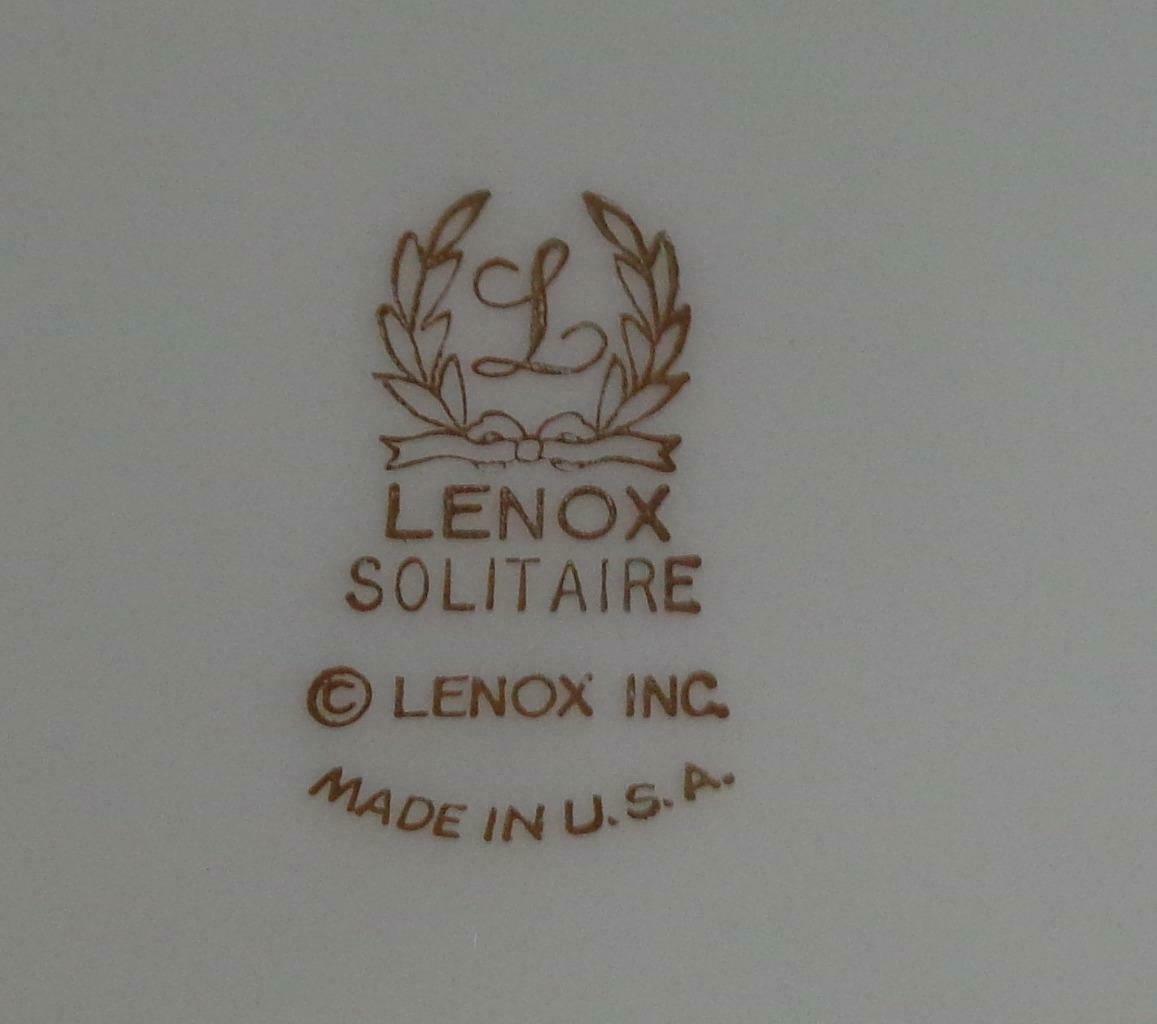 L
LENOX
SOLITAIRE
© LENOX INC.
MADE IN U.S.A.